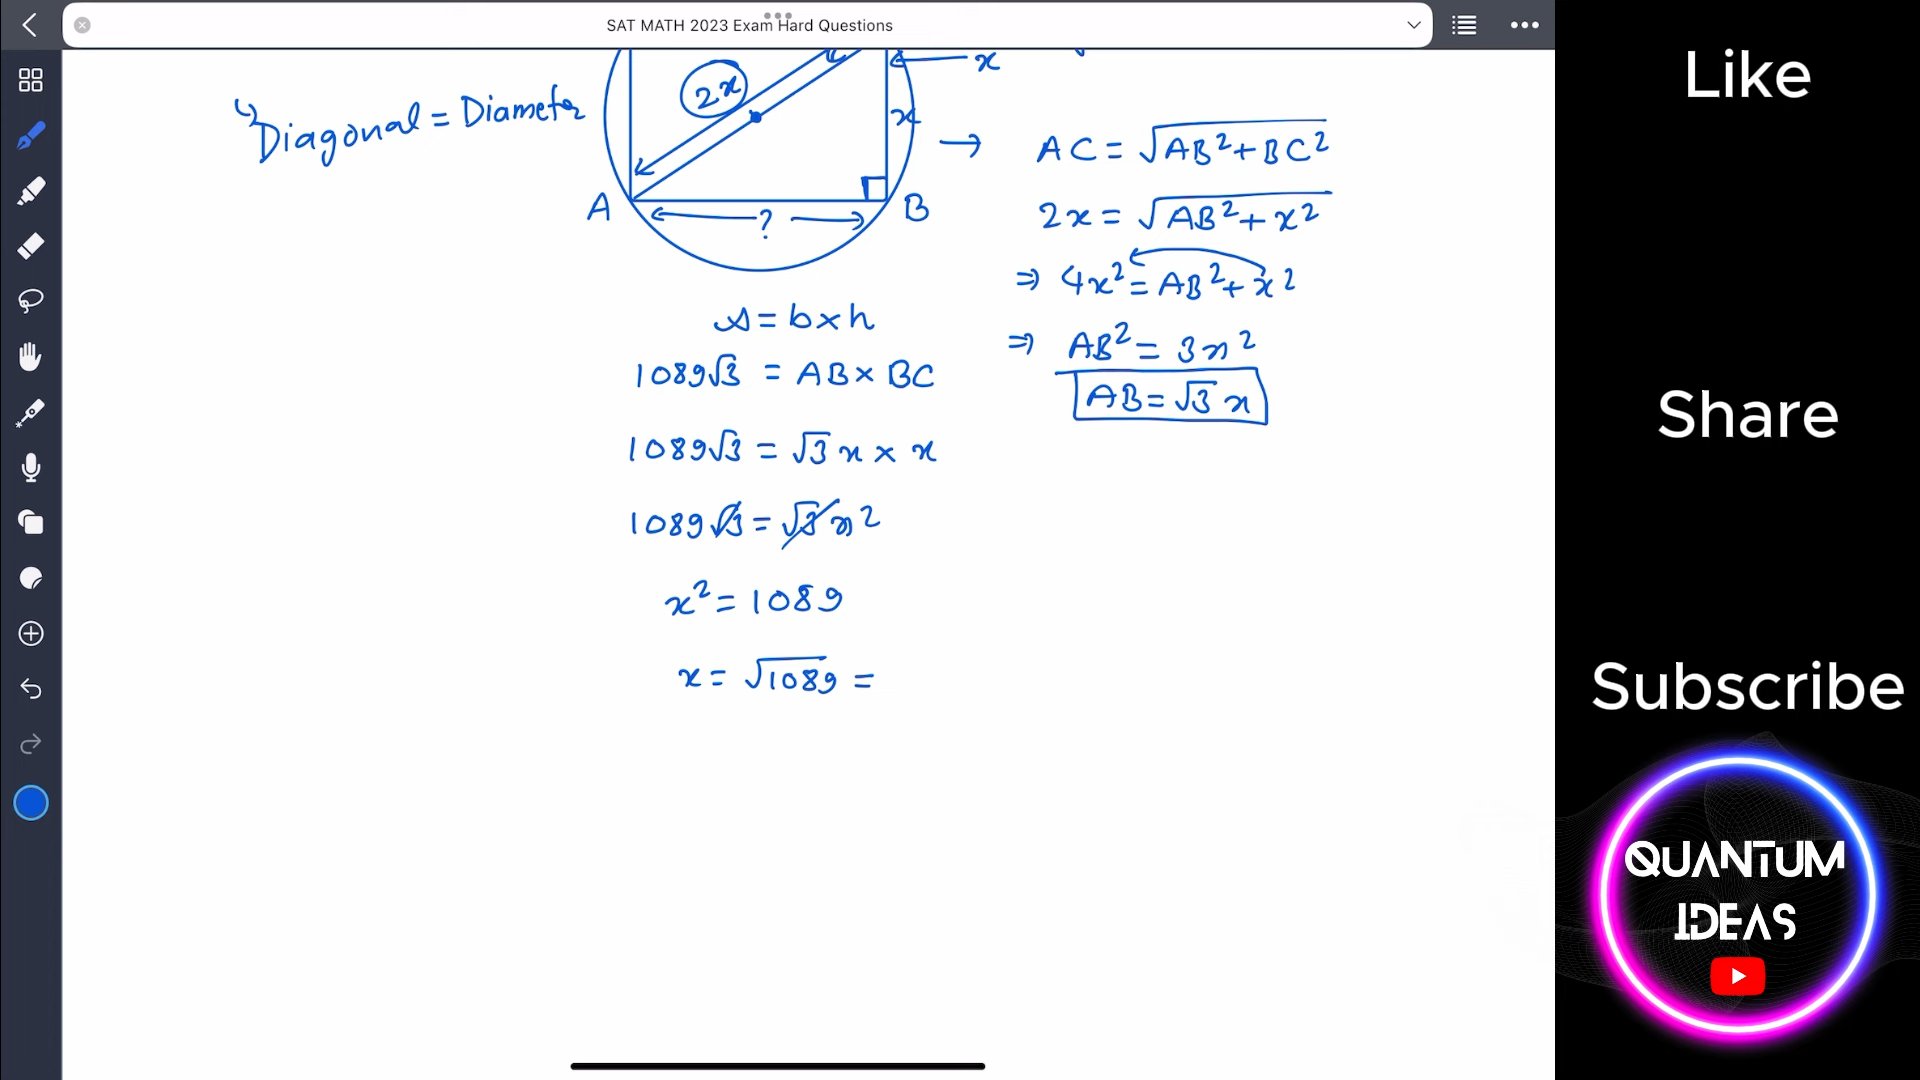 SAT MATH 2023 Exam Hard Questions
2x
x
x
Diagonal = Diameter
A
B
?
AC = √AB² + BC²
2x = √AB² + x²
⇒ 4x² = AB² + x²
⇒ AB² = 3x²
AB = √3 x
A = b × h
1089√3 = AB × BC
1089√3 = √3 x × x
1089√3 = √3 x²
x² = 1089
x = √1089 =
Like
Share
Subscribe
QUANTUM
IDEAS